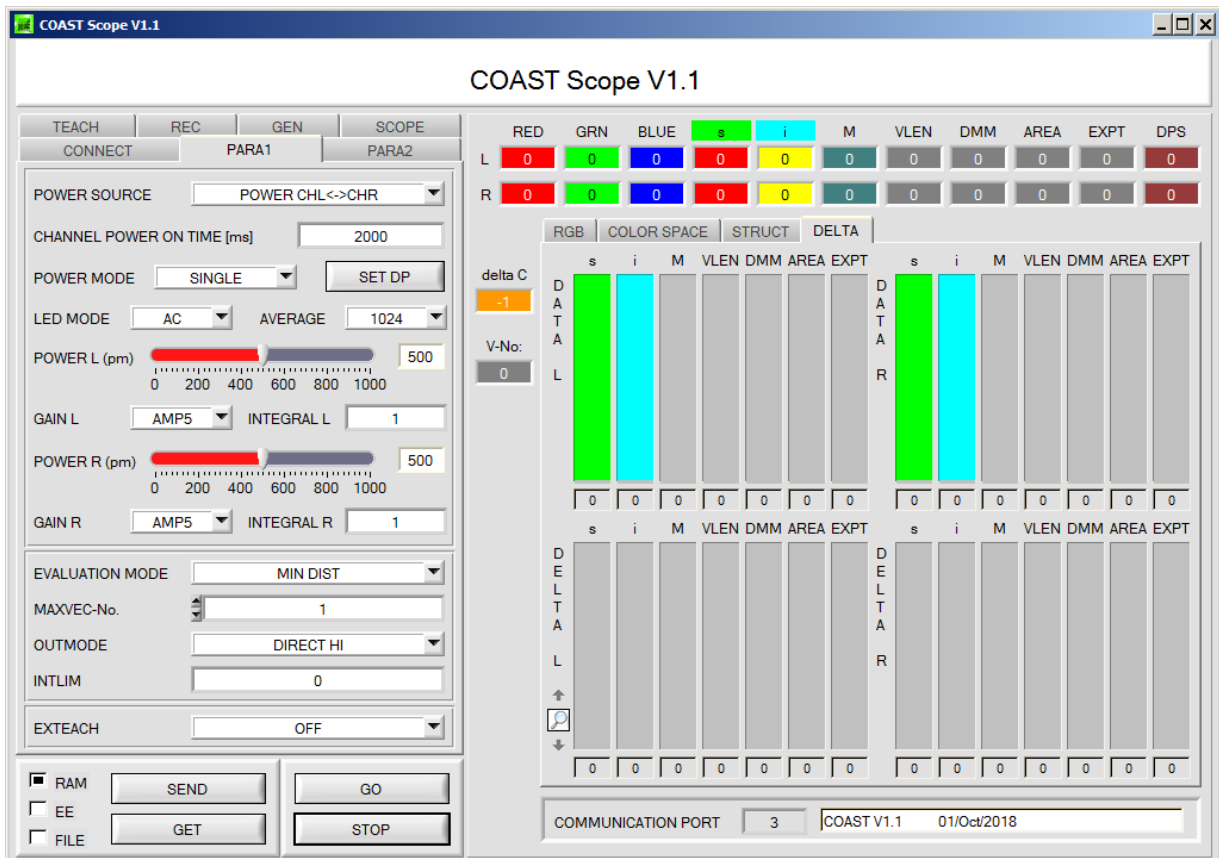 COAST Scope V1.1
COAST Scope V1.1
TEACH REC GEN SCOPE
CONNECT PARA1 PARA2
POWER SOURCE POWER CHL<->CHR
CHANNEL POWER ON TIME [ms] 2000
POWER MODE SINGLE SET DP
LED MODE AC AVERAGE 1024
POWER L (pm) 500
0 200 400 600 800 1000
GAIN L AMP5 INTEGRAL L 1
POWER R (pm) 500
0 200 400 600 800 1000
GAIN R AMP5 INTEGRAL R 1
EVALUATION MODE MIN DIST
MAXVEC-No. 1
OUTMODE DIRECT HI
INTLIM 0
EXTEACH OFF
RAM
EE
FILE
SEND GO
GET STOP
RED GRN BLUE s i M VLEN DMM AREA EXPT DPS
L 0 0 0 0 0 0 0 0 0 0 0
R 0 0 0 0 0 0 0 0 0 0 0
RGB COLOR SPACE STRUCT DELTA
delta C
-1
V-No:
0
s i M VLEN DMM AREA EXPT s i M VLEN DMM AREA EXPT
DATA L DATA R
0 0 0 0 0 0 0 0 0 0 0 0 0 0
s i M VLEN DMM AREA EXPT s i M VLEN DMM AREA EXPT
DELTA L DELTA R
0 0 0 0 0 0 0 0 0 0 0 0 0 0
COMMUNICATION PORT 3 COAST V1.1 01/Oct/2018